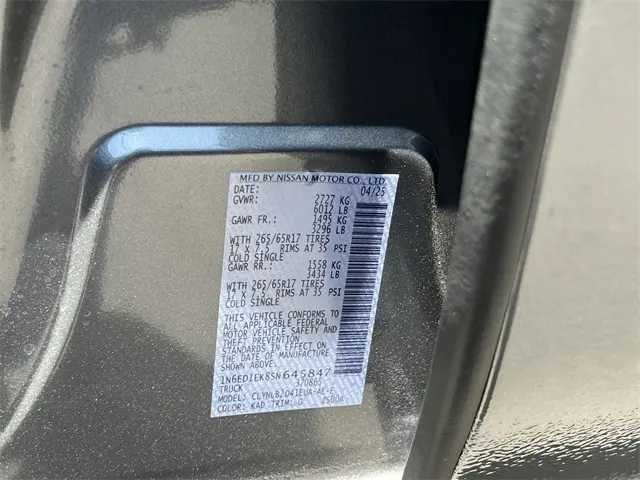 MFD BY NISSAN MOTOR CO., LTD.
DATE: 04/25
GVWR: 2727 KG
6012 LB
GAWR FR.: 1495 KG
3296 LB
WITH 265/65R17 TIRES
17 X 7.5 RIMS AT 35 PSI
COLD SINGLE
GAWR RR.: 1558 KG
3434 LB
WITH 265/65R17 TIRES
17 X 7.5 RIMS AT 35 PSI
COLD SINGLE
THIS VEHICLE CONFORMS TO
ALL APPLICABLE FEDERAL
MOTOR VEHICLE SAFETY AND
THEFT PREVENTION
STANDARDS IN EFFECT ON
THE DATE OF MANUFACTURE
SHOWN ABOVE.
1N6ED1EK8SN645847
TRUCK 370865
MODEL: CLYNLB2D41EUA-AE-E
COLOR: KAD TRIM: G 2500A